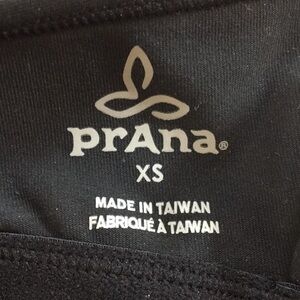 prAna®
XS
MADE IN TAIWAN
FABRIQUÉ À TAIWAN